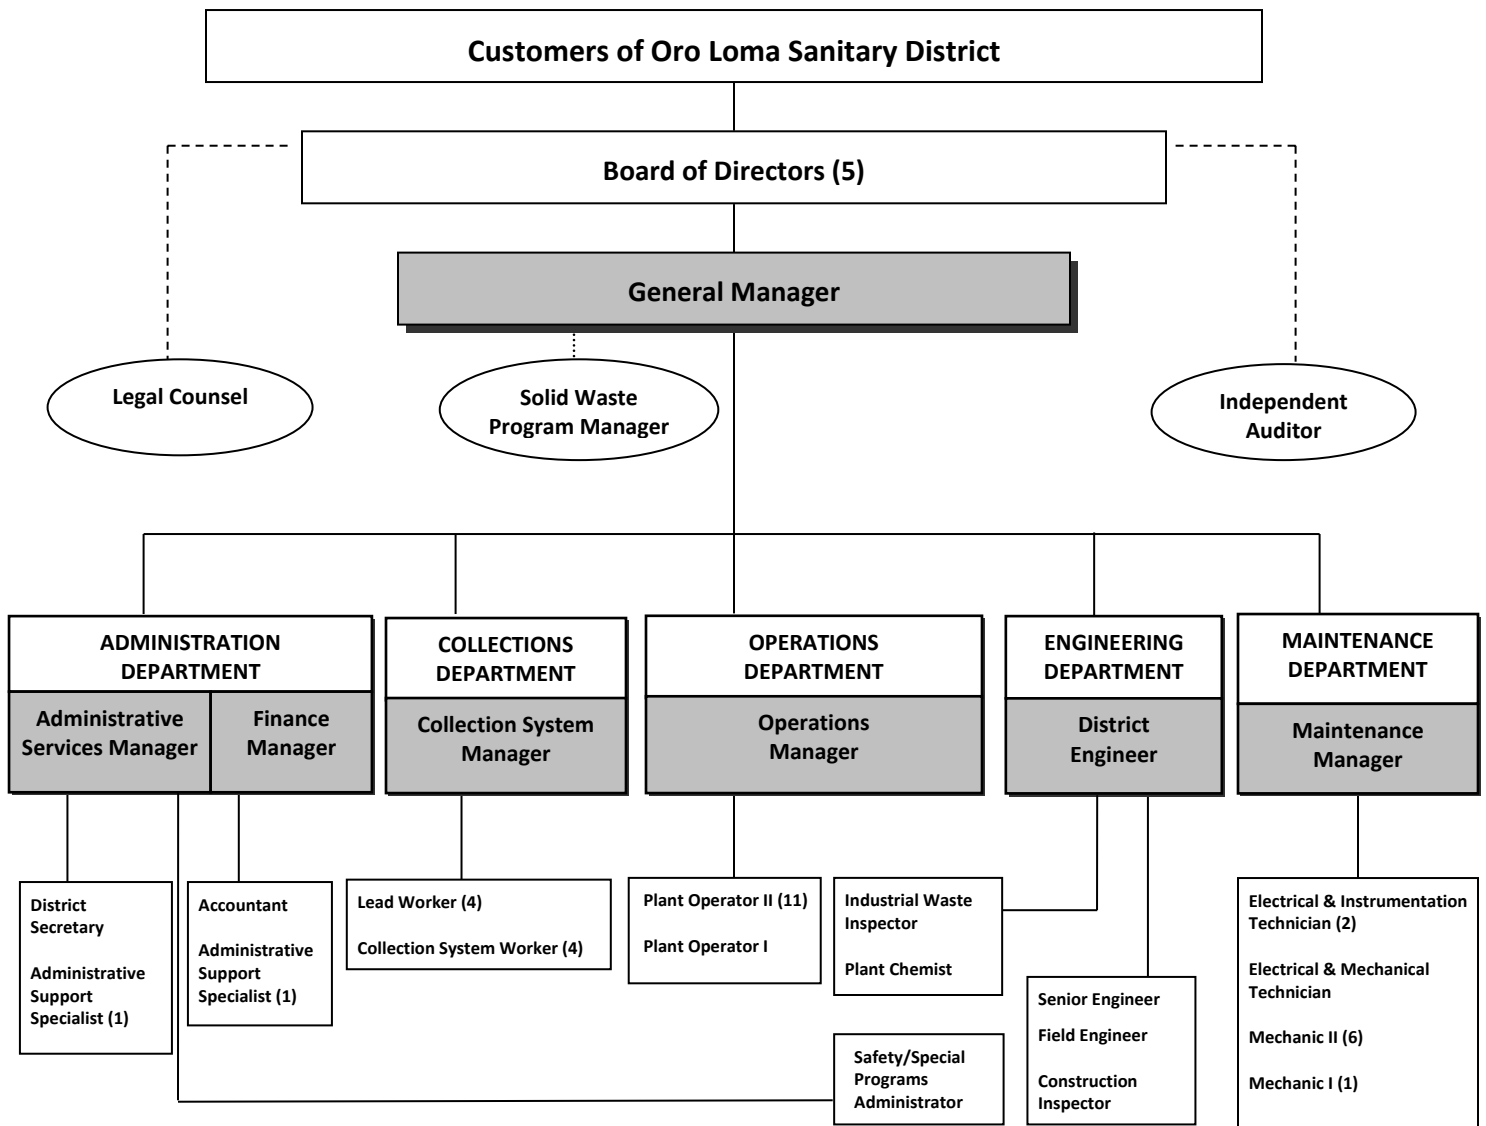 Customers of Oro Loma Sanitary District
Board of Directors (5)
General Manager
Legal Counsel
Solid Waste
Program Manager
Independent
Auditor
ADMINISTRATION
DEPARTMENT
Administrative
Services Manager
Finance
Manager
COLLECTIONS
DEPARTMENT
Collection System
Manager
OPERATIONS
DEPARTMENT
Operations
Manager
ENGINEERING
DEPARTMENT
District
Engineer
MAINTENANCE
DEPARTMENT
Maintenance
Manager
District
Secretary
Administrative
Support
Specialist (1)
Accountant
Administrative
Support
Specialist (1)
Lead Worker (4)
Collection System Worker (4)
Plant Operator II (11)
Plant Operator I
Industrial Waste
Inspector
Plant Chemist
Safety/Special
Programs
Administrator
Senior Engineer
Field Engineer
Construction
Inspector
Electrical & Instrumentation
Technician (2)
Electrical & Mechanical
Technician
Mechanic II (6)
Mechanic I (1)